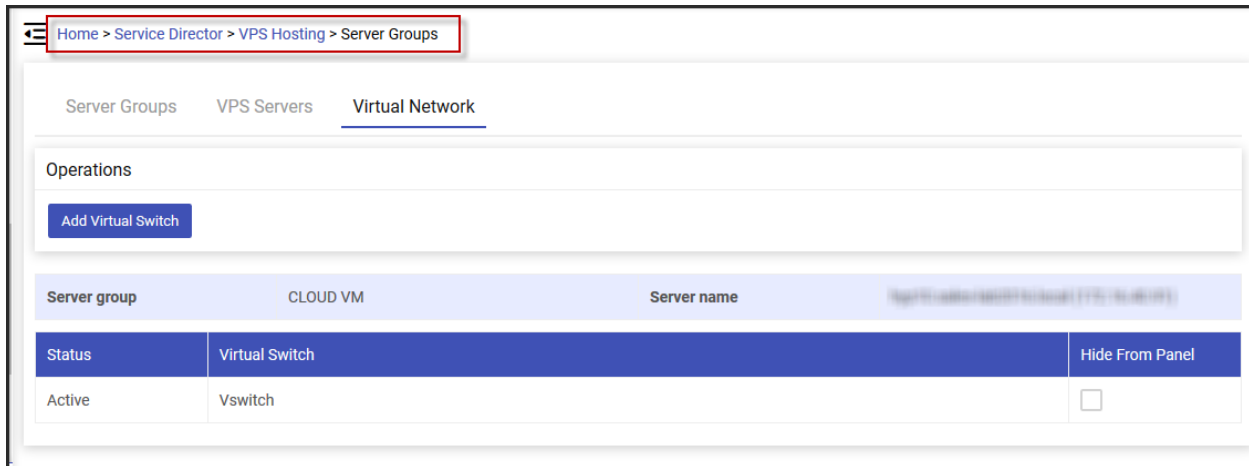 Home > Service Director > VPS Hosting > Server Groups
Server Groups VPS Servers Virtual Network
Operations
Add Virtual Switch
Server group CLOUD VM Server name
Status Virtual Switch Hide From Panel
Active Vswitch